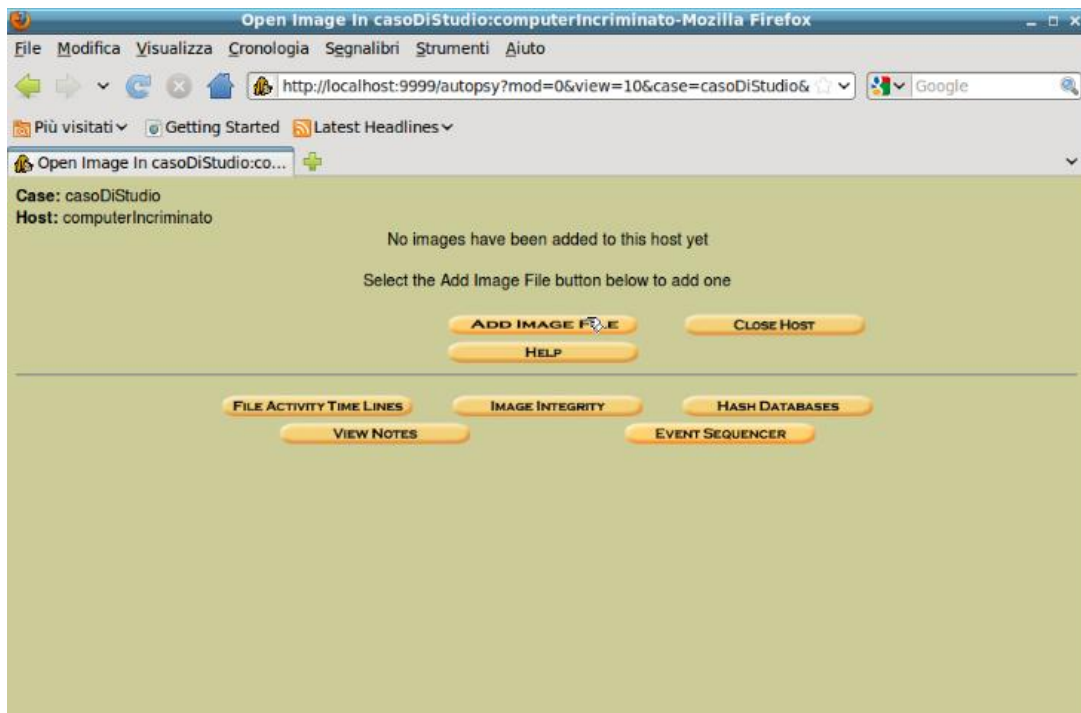 Open Image In casoDiStudio:computerIncriminato-Mozilla Firefox
File Modifica Visualizza Cronologia Segnalibri Strumenti Aiuto
http://localhost:9999/autopsy?mod=0&view=10&case=casoDiStudio& Google
Più visitati Getting Started Latest Headlines
Open Image In casoDiStudio:co...
Case: casoDiStudio
Host: computerIncriminato
No images have been added to this host yet
Select the Add Image File button below to add one
ADD IMAGE FILE CLOSE HOST
HELP
FILE ACTIVITY TIME LINES IMAGE INTEGRITY HASH DATABASES
VIEW NOTES EVENT SEQUENCER